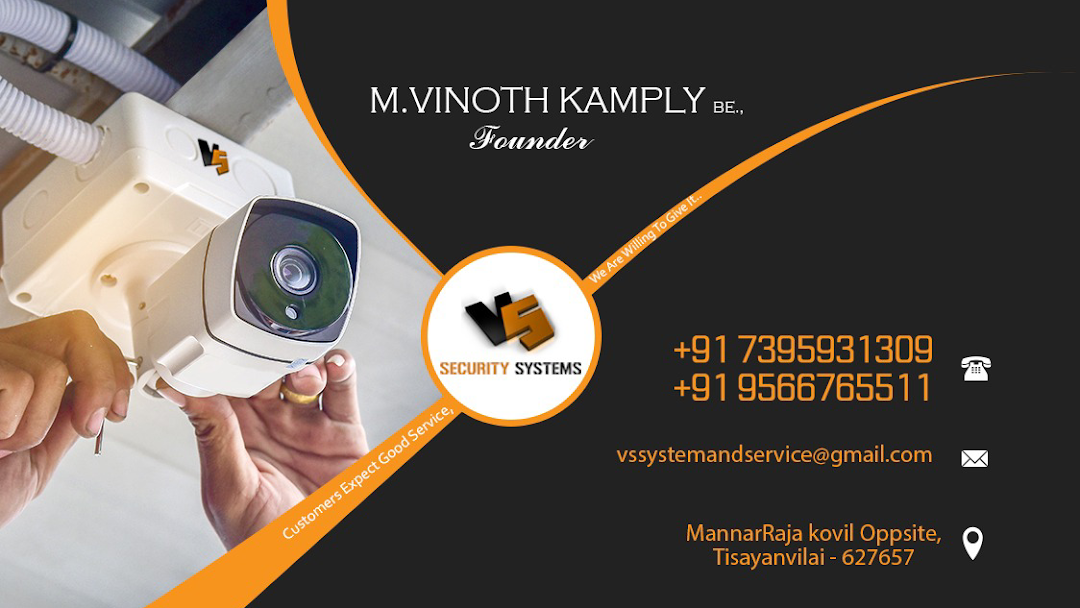 VS
M.VINOTH KAMPLY BE.,
Founder
We Are Willing To Give It..
VS
SECURITY SYSTEMS
Customers Expect Good Service,
+91 7395931309
+91 9566765511
vssystemandservice@gmail.com
MannarRaja kovil Oppsite,
Tisayanvilai - 627657